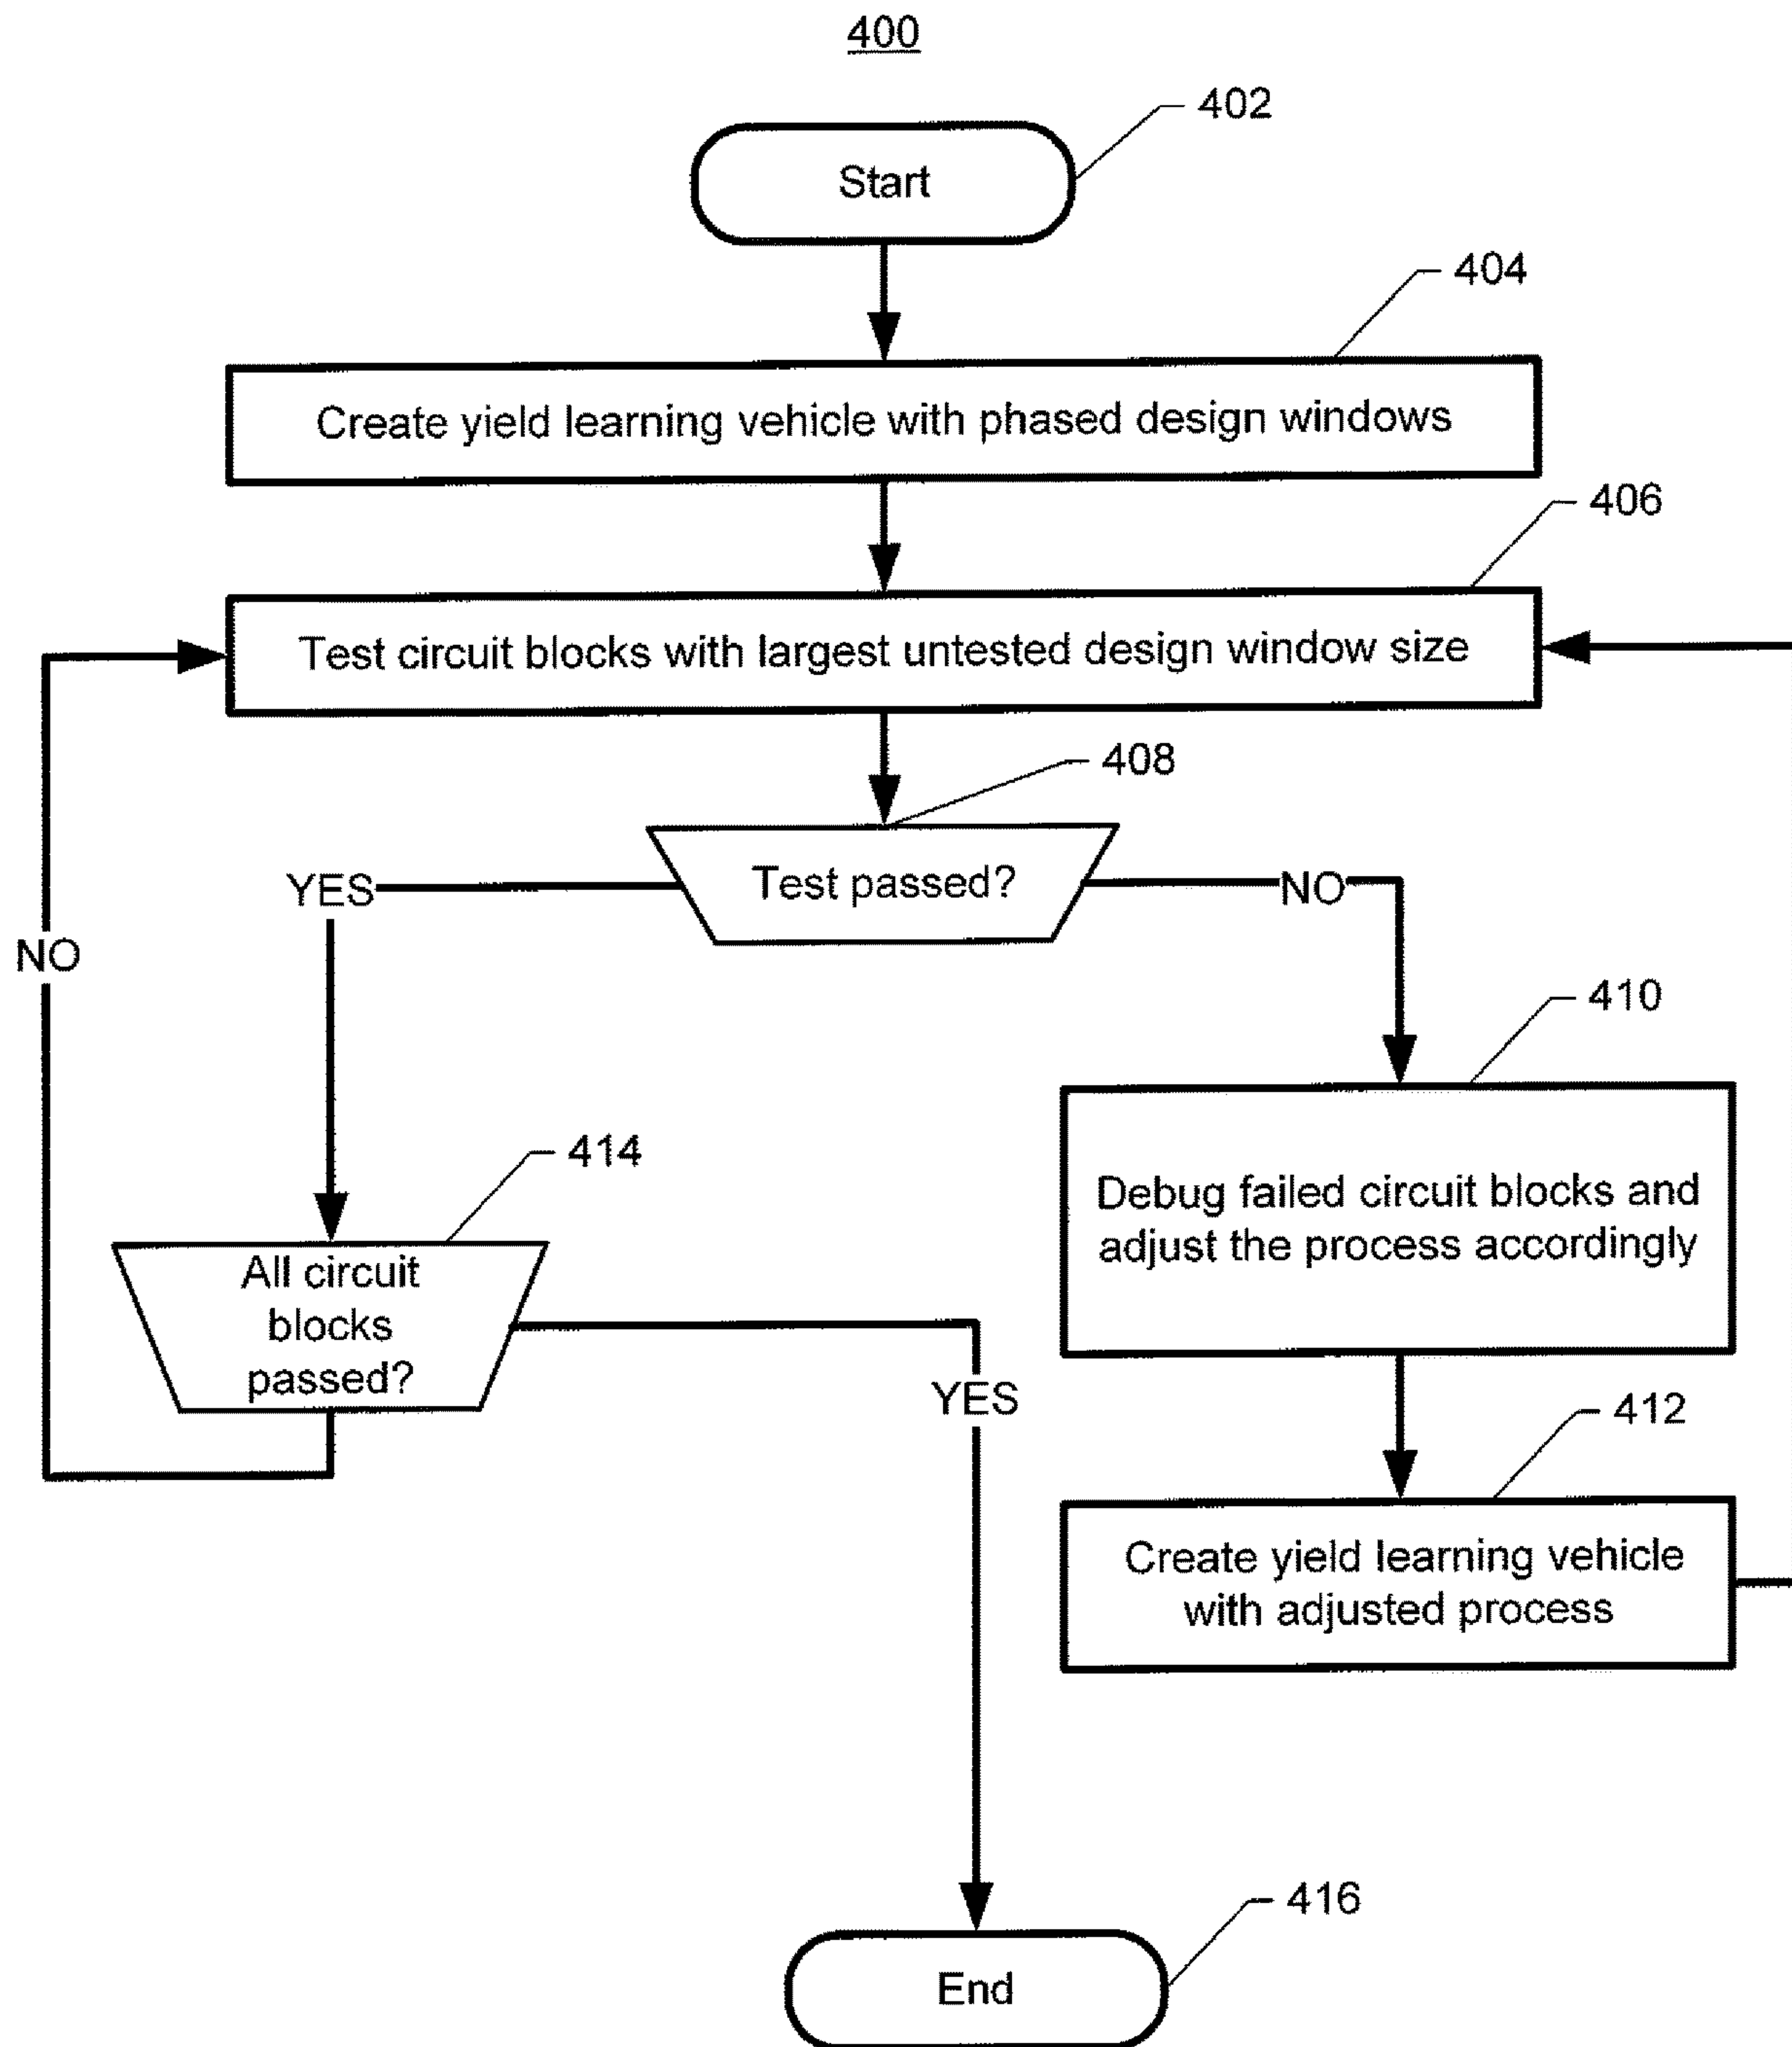 400
402
Start
404
Create yield learning vehicle with phased design windows
406
Test circuit blocks with largest untested design window size
408
Test passed?
YES
NO
NO
410
Debug failed circuit blocks and
adjust the process accordingly
414
All circuit
blocks
passed?
YES
412
Create yield learning vehicle
with adjusted process
416
End